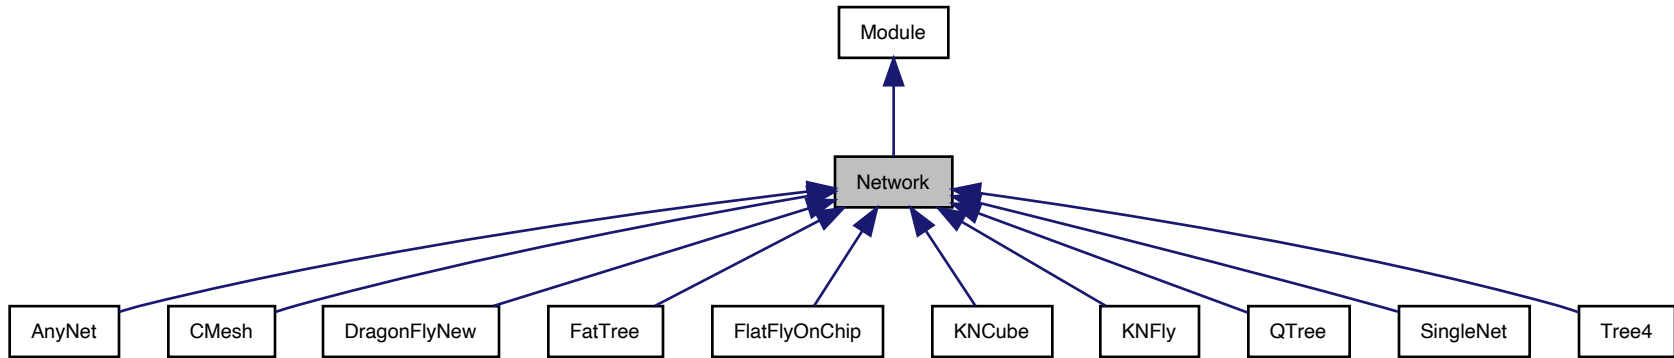 Module
Network
AnyNet
CMesh
DragonFlyNew
FatTree
FlatFlyOnChip
KNCube
KNFly
QTree
SingleNet
Tree4